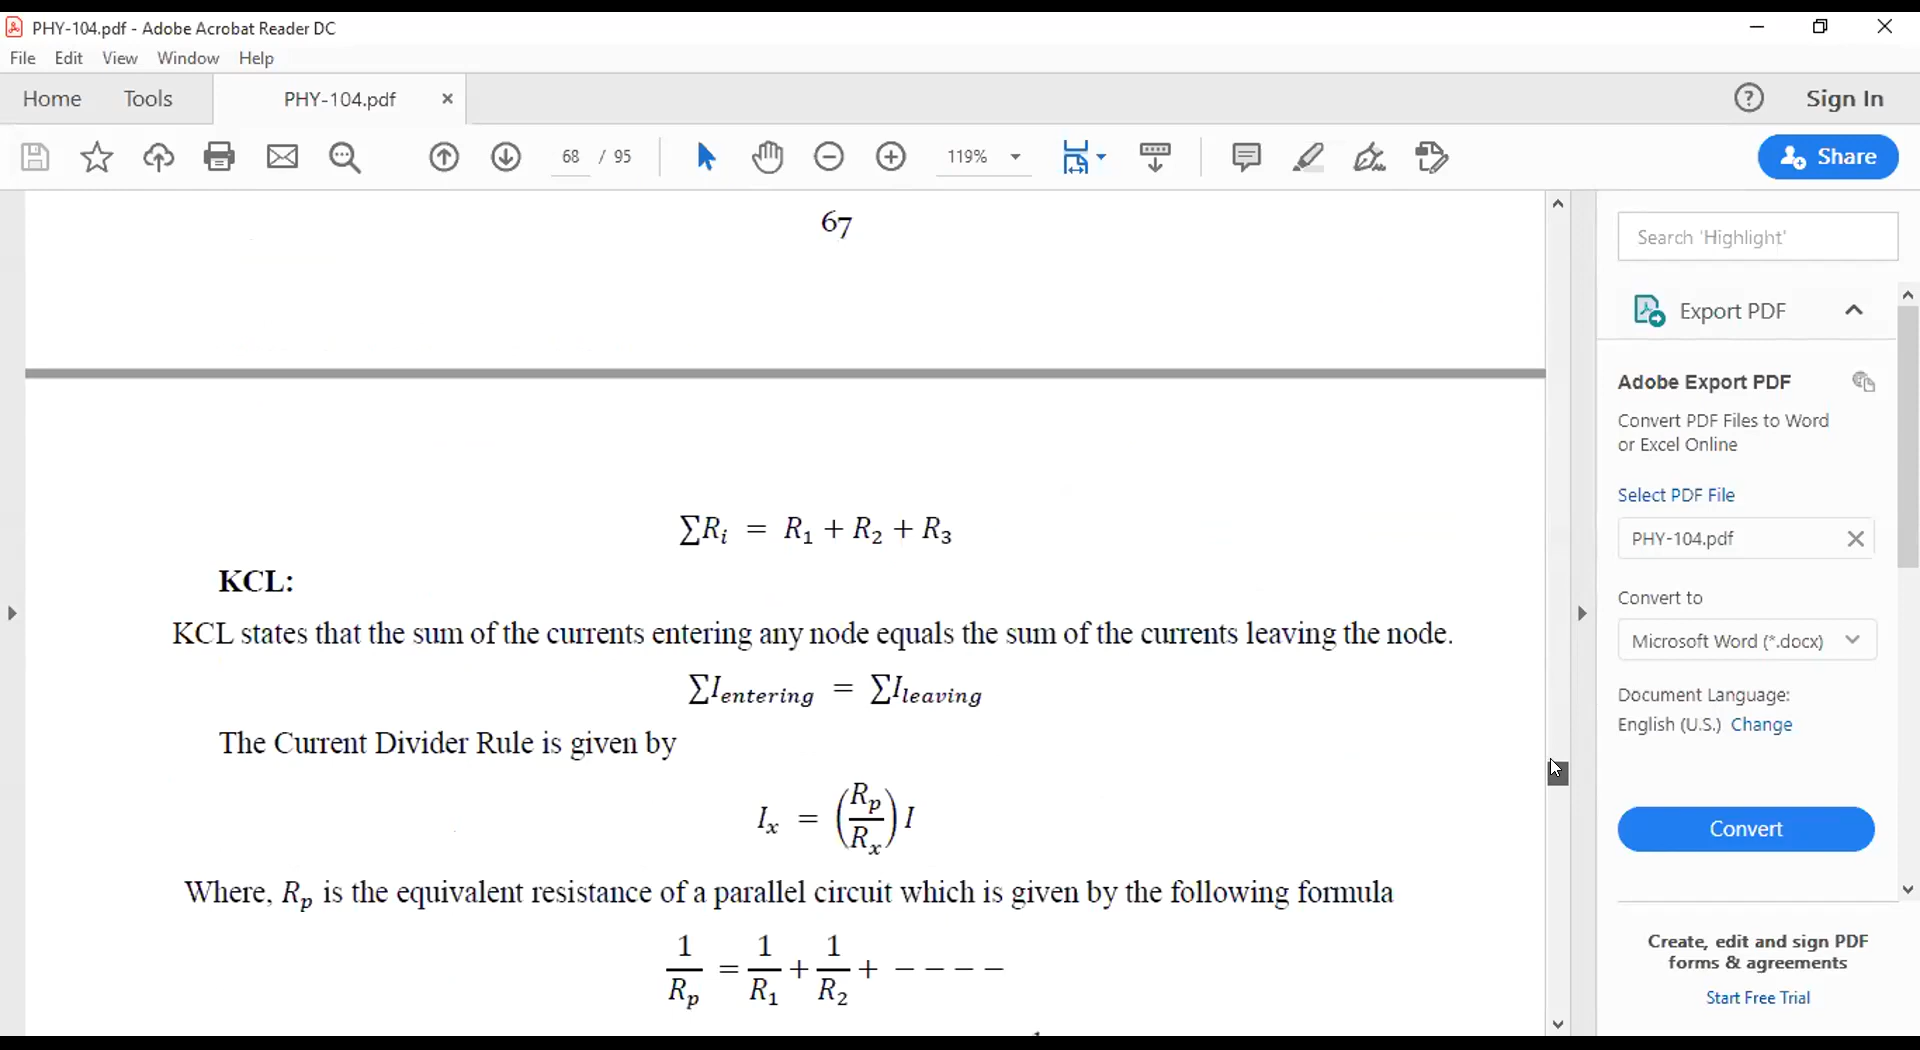 PHY-104.pdf - Adobe Acrobat Reader DC
File Edit View Window Help
Home Tools PHY-104.pdf × Sign In
68 / 95 119% Share
67
∑Rᵢ = R₁ + R₂ + R₃
KCL:
KCL states that the sum of the currents entering any node equals the sum of the currents leaving the node.
∑I_entering = ∑I_leaving
The Current Divider Rule is given by
Iₓ = (R_p/Rₓ) I
Where, R_p is the equivalent resistance of a parallel circuit which is given by the following formula
1/R_p = 1/R₁ + 1/R₂ + − − − −
Search 'Highlight'
Export PDF
Adobe Export PDF
Convert PDF Files to Word
or Excel Online
Select PDF File
PHY-104.pdf
Convert to
Microsoft Word (*.docx)
Document Language:
English (U.S.) Change
Convert
Create, edit and sign PDF
forms & agreements
Start Free Trial